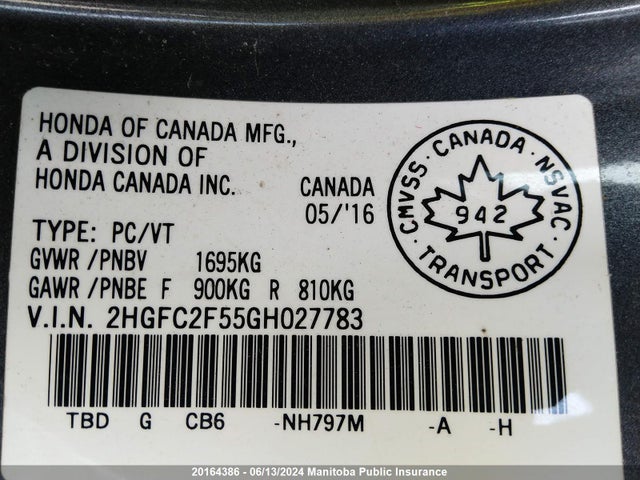 HONDA OF CANADA MFG.,
A DIVISION OF
HONDA CANADA INC.
CANADA
05/'16
TYPE: PC/VT
GVWR /PNBV 1695KG
GAWR /PNBE F 900KG R 810KG
V.I.N. 2HGFC2F55GH027783
CMVSS · CANADA · NSVAC · TRANSPORT ·
942
TBD G CB6 -NH797M -A -H
20164386 - 06/13/2024 Manitoba Public Insurance